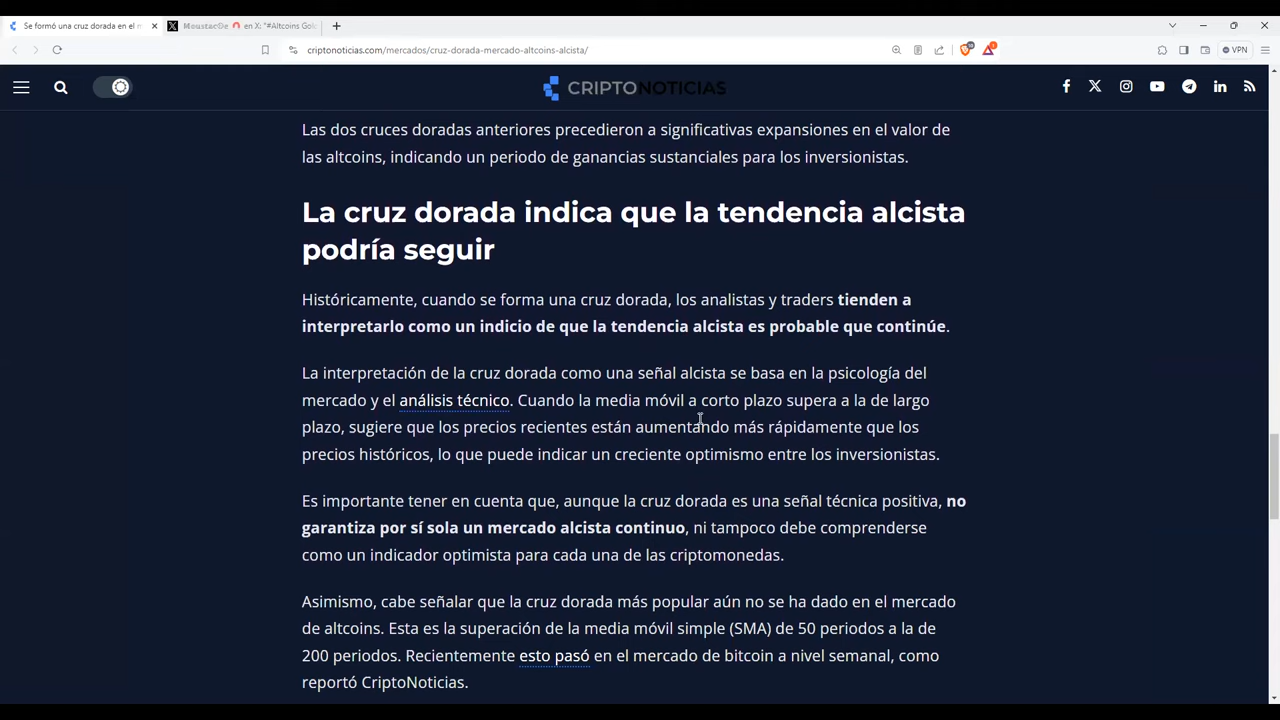 Se formó una cruz dorada en el m
MoustacDe en X: "#Altcoins Gol
criptonoticias.com/mercados/cruz-dorada-mercado-altcoins-alcista/
VPN
CRIPTONOTICIAS
Las dos cruces doradas anteriores precedieron a significativas expansiones en el valor de
las altcoins, indicando un periodo de ganancias sustanciales para los inversionistas.
La cruz dorada indica que la tendencia alcista
podría seguir
Históricamente, cuando se forma una cruz dorada, los analistas y traders tienden a
interpretarlo como un indicio de que la tendencia alcista es probable que continúe.
La interpretación de la cruz dorada como una señal alcista se basa en la psicología del
mercado y el análisis técnico. Cuando la media móvil a corto plazo supera a la de largo
plazo, sugiere que los precios recientes están aumentando más rápidamente que los
precios históricos, lo que puede indicar un creciente optimismo entre los inversionistas.
Es importante tener en cuenta que, aunque la cruz dorada es una señal técnica positiva, no
garantiza por sí sola un mercado alcista continuo, ni tampoco debe comprenderse
como un indicador optimista para cada una de las criptomonedas.
Asimismo, cabe señalar que la cruz dorada más popular aún no se ha dado en el mercado
de altcoins. Esta es la superación de la media móvil simple (SMA) de 50 periodos a la de
200 periodos. Recientemente esto pasó en el mercado de bitcoin a nivel semanal, como
reportó CriptoNoticias.